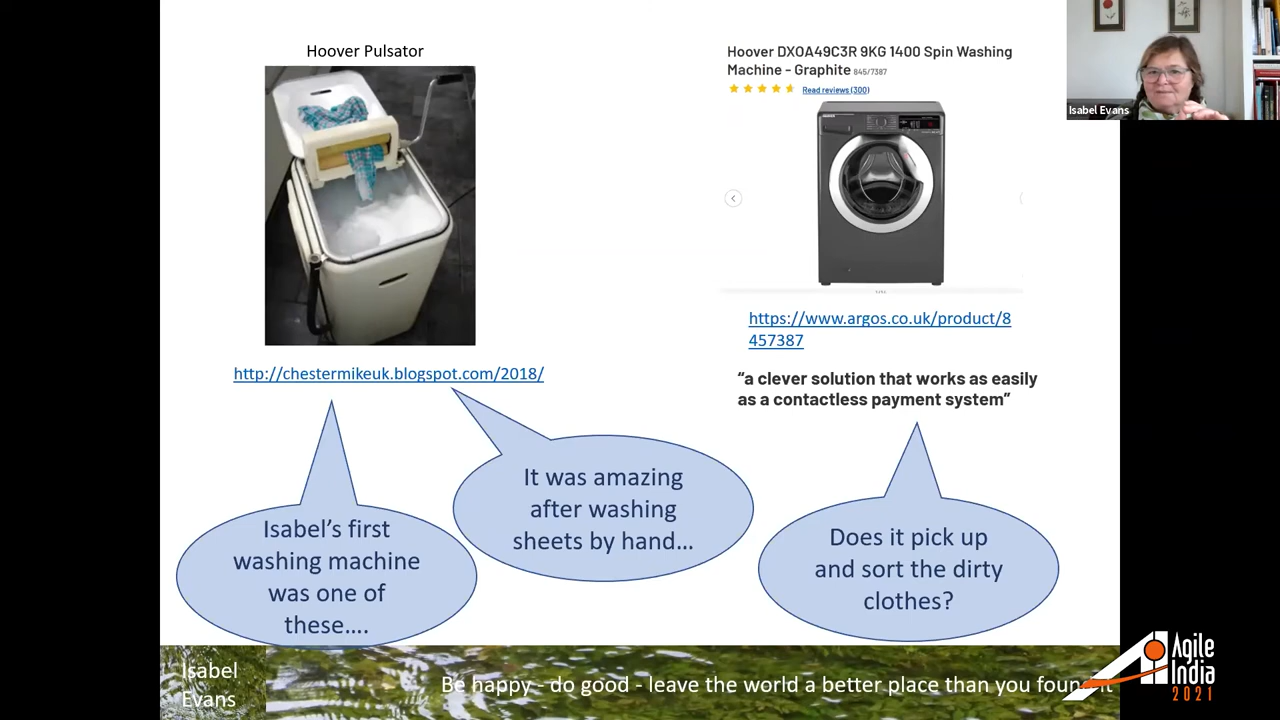 Hoover Pulsator
http://chestermikeuk.blogspot.com/2018/
Isabel's first
washing machine
was one of
these....
It was amazing
after washing
sheets by hand...
Hoover DXOA49C3R 9KG 1400 Spin Washing
Machine - Graphite 845/7387
Read reviews (300)
https://www.argos.co.uk/product/8
457387
“a clever solution that works as easily
as a contactless payment system”
Does it pick up
and sort the dirty
clothes?
Isabel Evans
Isabel
Evans
Be happy - do good - leave the world a better place than you found it
Agile
India
2021